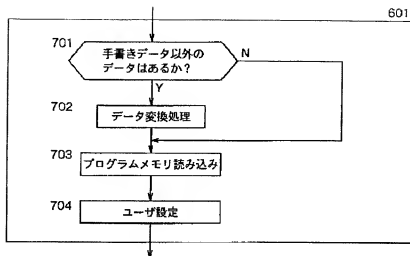 601
701
手書きデータ以外の
データはあるか？
N
Y
702
データ変換処理
703
プログラムメモリ読み込み
704
ユーザ設定